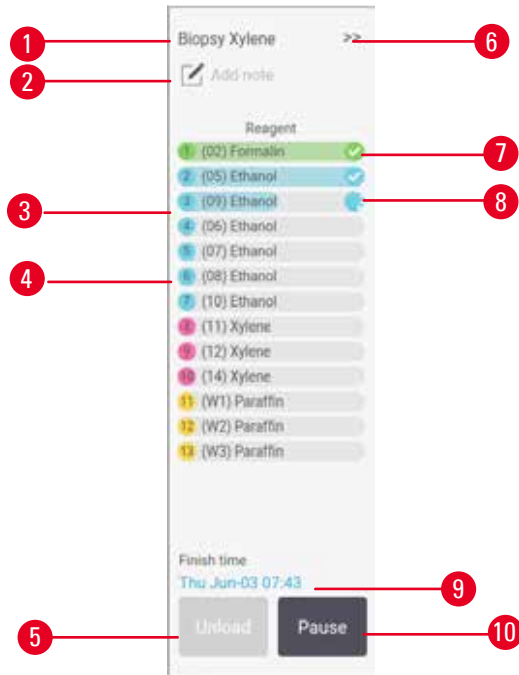 1 Biopsy Xylene >> 6
2 Add note
Reagent
1 (02) Formalin 7
2 (05) Ethanol
3 3 (09) Ethanol 8
4 (06) Ethanol
5 (07) Ethanol
4 6 (08) Ethanol
7 (10) Ethanol
8 (11) Xylene
9 (12) Xylene
10 (14) Xylene
11 (W1) Paraffin
12 (W2) Paraffin
13 (W3) Paraffin
Finish time
Thu Jun-03 07:43 9
5 Unload Pause 10